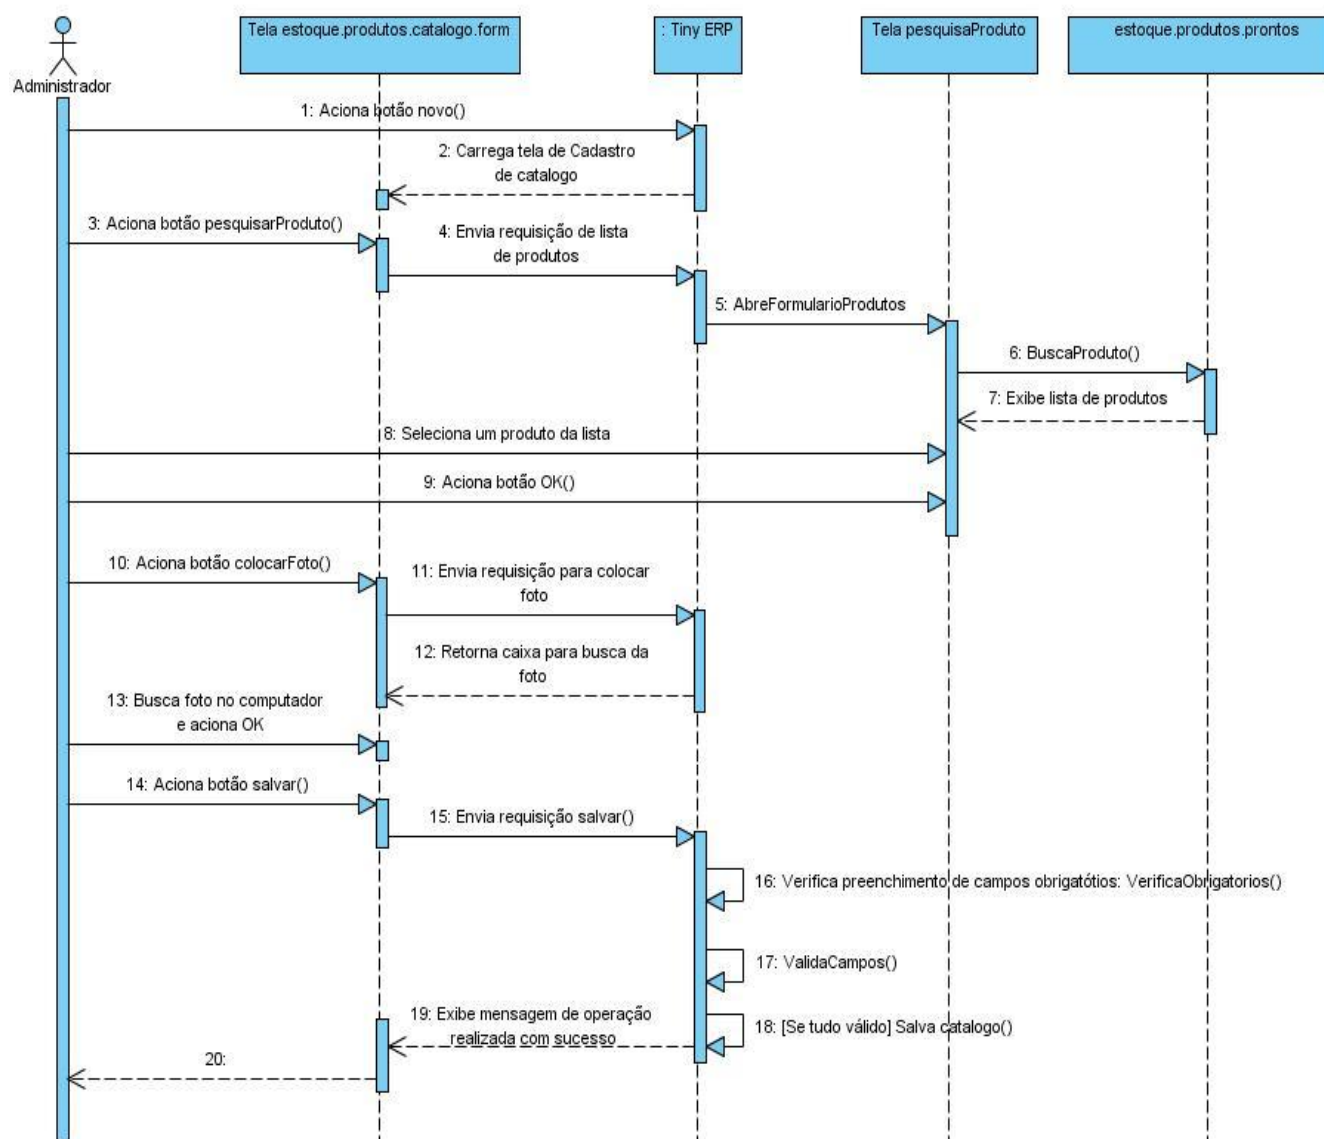 Tela estoque.produtos.catalogo.form
: Tiny ERP
Tela pesquisaProduto
estoque.produtos.prontos
Administrador
1: Aciona botão novo()
2: Carrega tela de Cadastro
de catalogo
3: Aciona botão pesquisarProduto()
4: Envia requisição de lista
de produtos
5: AbreFormularioProdutos
6: BuscaProduto()
7: Exibe lista de produtos
8: Seleciona um produto da lista
9: Aciona botão OK()
10: Aciona botão colocarFoto()
11: Envia requisição para colocar
foto
12: Retorna caixa para busca da
foto
13: Busca foto no computador
e aciona OK
14: Aciona botão salvar()
15: Envia requisição salvar()
16: Verifica preenchimento de campos obrigatótios: VerificaObrigatorios()
17: ValidaCampos()
18: [Se tudo válido] Salva catalogo()
19: Exibe mensagem de operação
realizada com sucesso
20: